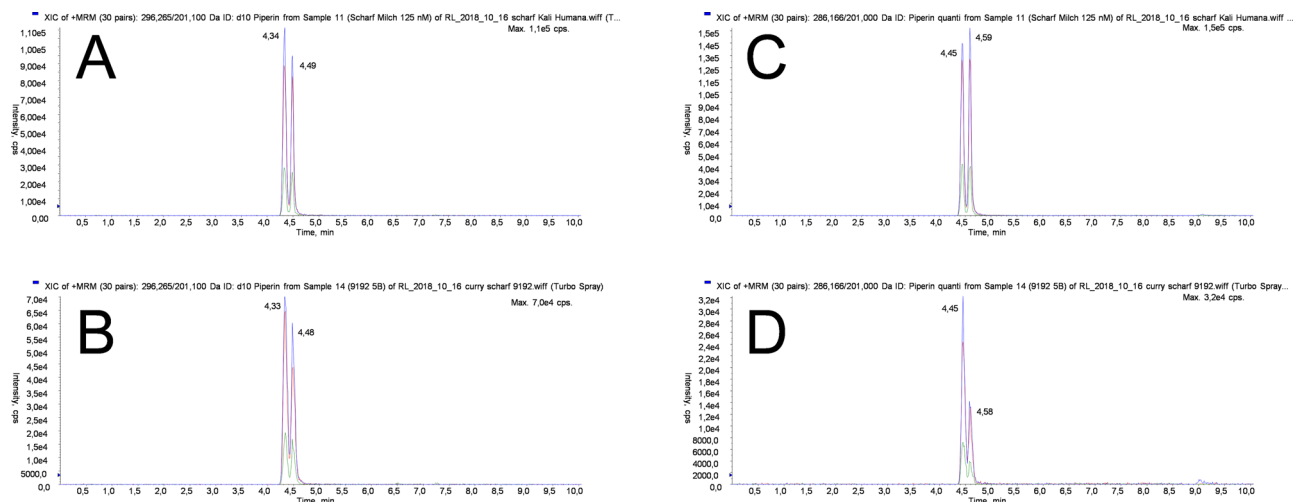 XIC of +MRM (30 pairs): 296,265/201,100 Da ID: d10 Piperin from Sample 11 (Scharf Milch 125 nM) of RL_2018_10_16 scharf Kali Humana.wiff (T...
Max. 1,1e5 cps.
A
1,10e5
1,00e5
9,00e4
8,00e4
7,00e4
6,00e4
5,00e4
4,00e4
3,00e4
2,00e4
1,00e4
0,00
Intensity, cps
4,34
4,49
0,5 1,0 1,5 2,0 2,5 3,0 3,5 4,0 4,5 5,0 5,5 6,0 6,5 7,0 7,5 8,0 8,5 9,0 9,5 10,0
Time, min
XIC of +MRM (30 pairs): 286,166/201,000 Da ID: Piperin quanti from Sample 11 (Scharf Milch 125 nM) of RL_2018_10_16 scharf Kali Humana.wiff ...
Max. 1,5e5 cps.
C
1,5e5
1,4e5
1,3e5
1,2e5
1,1e5
1,0e5
9,0e4
8,0e4
7,0e4
6,0e4
5,0e4
4,0e4
3,0e4
2,0e4
1,0e4
0,0
Intensity, cps
4,45
4,59
0,5 1,0 1,5 2,0 2,5 3,0 3,5 4,0 4,5 5,0 5,5 6,0 6,5 7,0 7,5 8,0 8,5 9,0 9,5 10,0
Time, min
XIC of +MRM (30 pairs): 296,265/201,100 Da ID: d10 Piperin from Sample 14 (9192 5B) of RL_2018_10_16 curry scharf 9192.wiff (Turbo Spray)
Max. 7,0e4 cps.
B
7,0e4
6,5e4
6,0e4
5,5e4
5,0e4
4,5e4
4,0e4
3,5e4
3,0e4
2,5e4
2,0e4
1,5e4
1,0e4
5000,0
0,0
Intensity, cps
4,33
4,48
0,5 1,0 1,5 2,0 2,5 3,0 3,5 4,0 4,5 5,0 5,5 6,0 6,5 7,0 7,5 8,0 8,5 9,0 9,5 10,0
Time, min
XIC of +MRM (30 pairs): 286,166/201,000 Da ID: Piperin quanti from Sample 14 (9192 5B) of RL_2018_10_16 curry scharf 9192.wiff (Turbo Spray...
Max. 3,2e4 cps.
D
3,2e4
3,0e4
2,8e4
2,6e4
2,4e4
2,2e4
2,0e4
1,8e4
1,6e4
1,4e4
1,2e4
1,0e4
8000,0
6000,0
4000,0
2000,0
0,0
Intensity, cps
4,45
4,58
0,5 1,0 1,5 2,0 2,5 3,0 3,5 4,0 4,5 5,0 5,5 6,0 6,5 7,0 7,5 8,0 8,5 9,0 9,5 10,0
Time, min